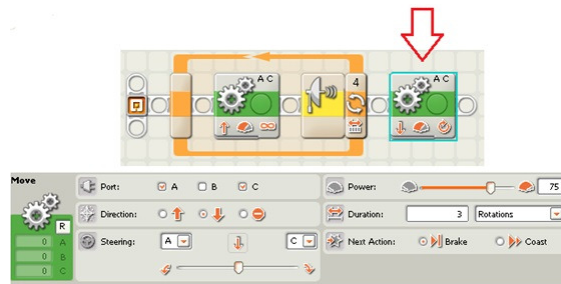 A C
4
A C
Move
R
0 A
0 B
0 C
Port: A B C
Direction:
Steering: A C
Power: 75
Duration: 3 Rotations
Next Action: Brake Coast